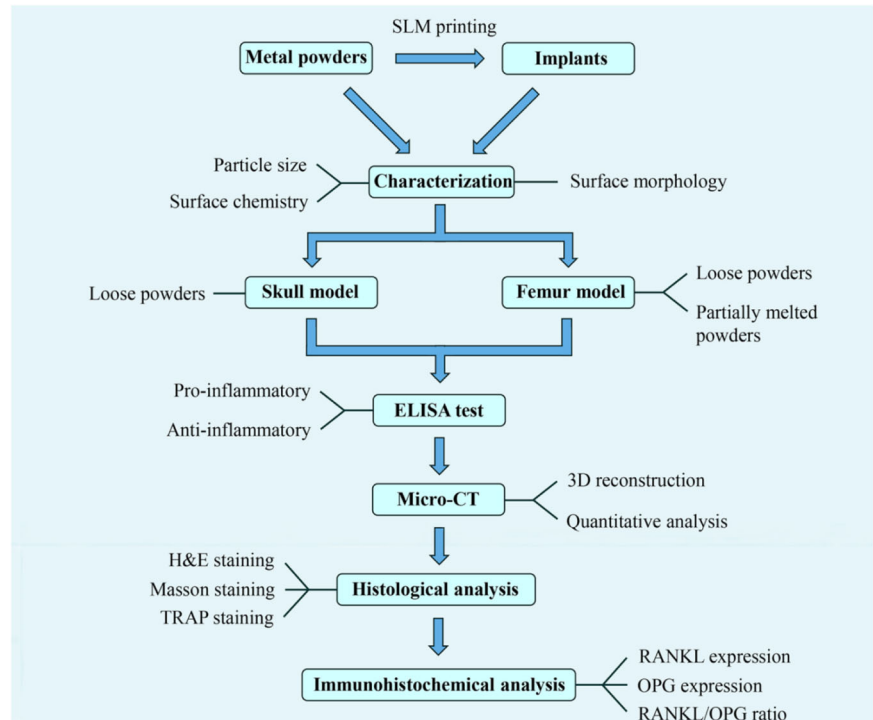 SLM printing
Metal powders
Implants
Particle size
Characterization
Surface morphology
Surface chemistry
Loose powders
Skull model
Femur model
Loose powders
Partially melted
powders
Pro-inflammatory
ELISA test
Anti-inflammatory
Micro-CT
3D reconstruction
Quantitative analysis
H&E staining
Masson staining
Histological analysis
TRAP staining
Immunohistochemical analysis
RANKL expression
OPG expression
RANKL/OPG ratio